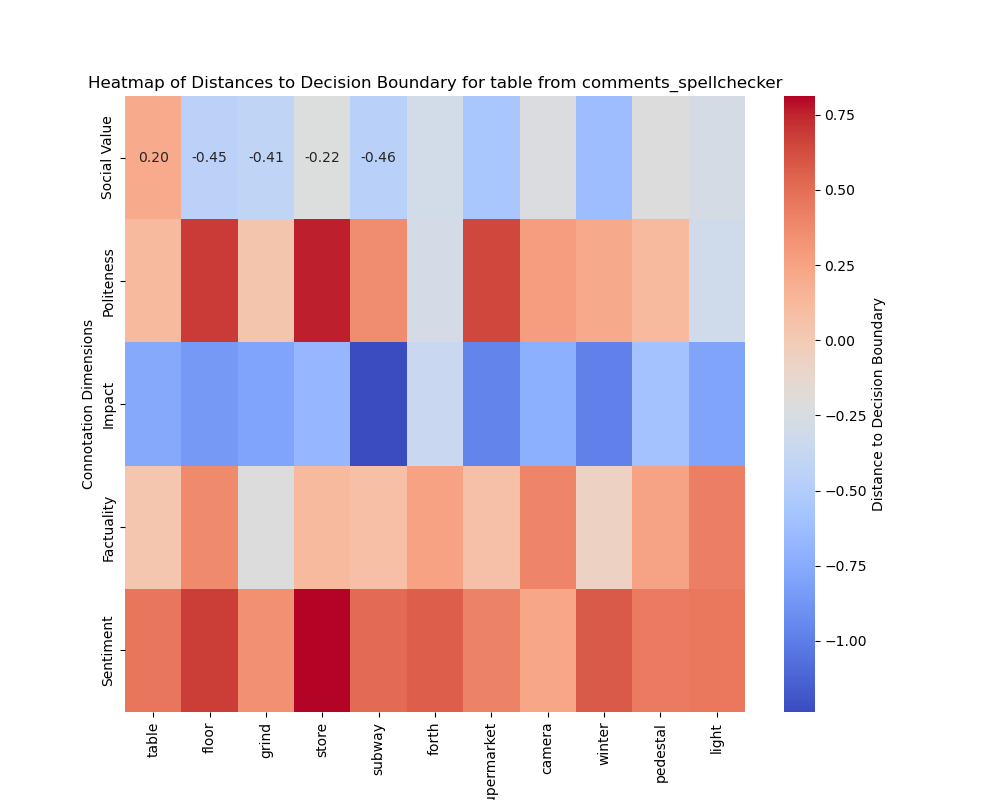 Heatmap of Distances to Decision Boundary for table from comments_spellchecker
Connotation Dimensions
Social Value
Politeness
Impact
Factuality
Sentiment
0.20 -0.45 -0.41 -0.22 -0.46
table floor grind store subway forth upermarket camera winter pedestal light
0.75
0.50
0.25
0.00
−0.25
−0.50
−0.75
−1.00
Distance to Decision Boundary